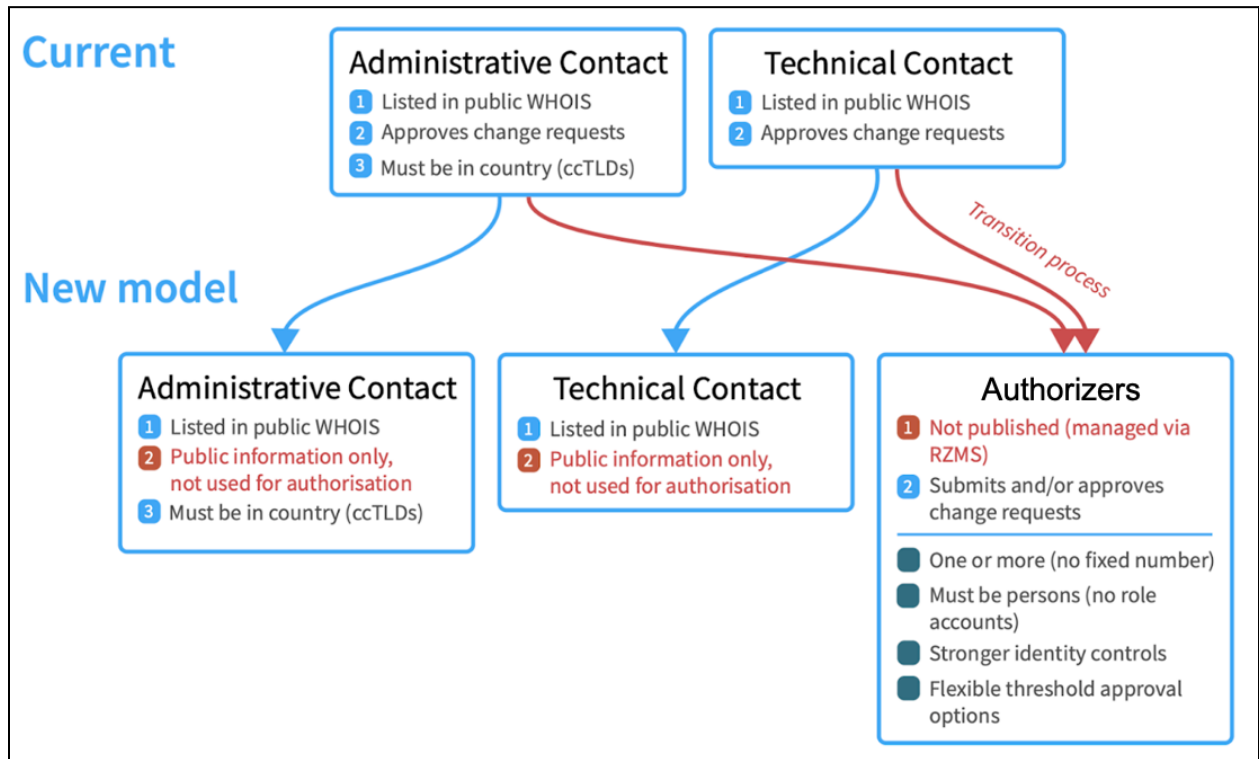 Current
Administrative Contact
1 Listed in public WHOIS
2 Approves change requests
3 Must be in country (ccTLDs)
Technical Contact
1 Listed in public WHOIS
2 Approves change requests
Transition process
New model
Administrative Contact
1 Listed in public WHOIS
2 Public information only,
not used for authorisation
3 Must be in country (ccTLDs)
Technical Contact
1 Listed in public WHOIS
2 Public information only,
not used for authorisation
Authorizers
1 Not published (managed via
RZMS)
2 Submits and/or approves
change requests
One or more (no fixed number)
Must be persons (no role
accounts)
Stronger identity controls
Flexible threshold approval
options